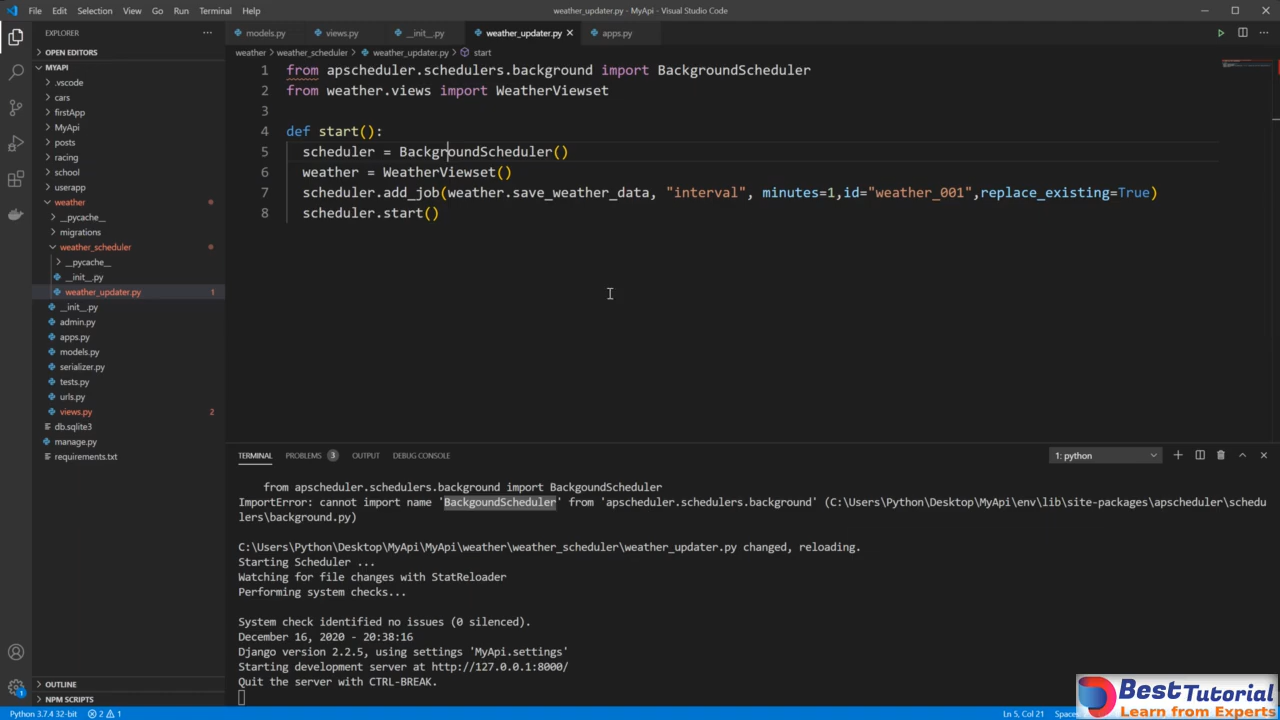 File Edit Selection View Go Run Terminal Help
weather_updater.py - MyApi - Visual Studio Code
EXPLORER
OPEN EDITORS
MYAPI
.vscode
cars
firstApp
MyApi
posts
racing
school
userapp
weather
__pycache__
migrations
weather_scheduler
__pycache__
__init__.py
weather_updater.py 1
__init__.py
admin.py
apps.py
models.py
serializer.py
tests.py
urls.py
views.py 2
db.sqlite3
manage.py
requirements.txt
OUTLINE
NPM SCRIPTS
models.py views.py __init__.py weather_updater.py apps.py
weather > weather_scheduler > weather_updater.py > start
1 from apscheduler.schedulers.background import BackgroundScheduler
2 from weather.views import WeatherViewset
3
4 def start():
5 scheduler = BackgroundScheduler()
6 weather = WeatherViewset()
7 scheduler.add_job(weather.save_weather_data, "interval", minutes=1,id="weather_001",replace_existing=True)
8 scheduler.start()
TERMINAL PROBLEMS 3 OUTPUT DEBUG CONSOLE
1: python
from apscheduler.schedulers.background import BackgoundScheduler
ImportError: cannot import name 'BackgoundScheduler' from 'apscheduler.schedulers.background' (C:\Users\Python\Desktop\MyApi\env\lib\site-packages\apscheduler\schedu
lers\background.py)
C:\Users\Python\Desktop\MyApi\MyApi\weather\weather_scheduler\weather_updater.py changed, reloading.
Starting Scheduler ...
Watching for file changes with StatReloader
Performing system checks...
System check identified no issues (0 silenced).
December 16, 2020 - 20:38:16
Django version 2.2.5, using settings 'MyApi.settings'
Starting development server at http://127.0.0.1:8000/
Quit the server with CTRL-BREAK.
1
Python 3.7.4 32-bit 2 1
Ln 5, Col 21 Spaces
BestTutorial
Learn from Experts